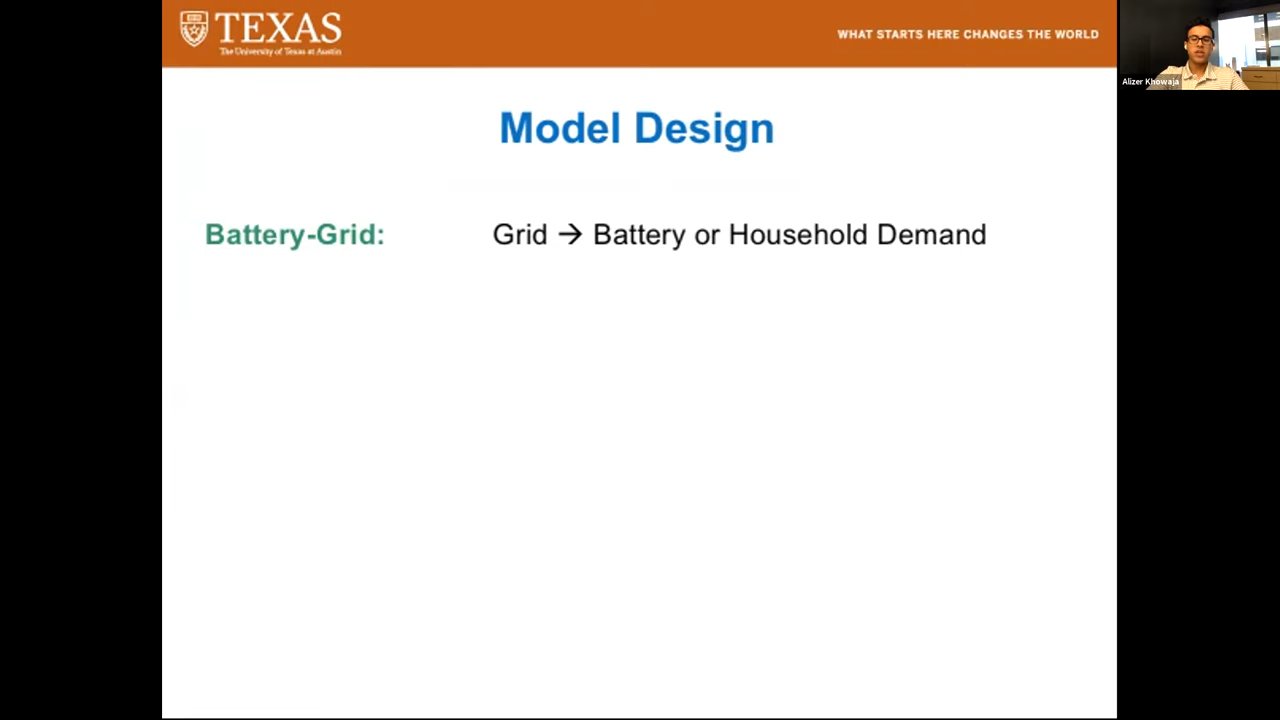 TEXAS
The University of Texas at Austin
WHAT STARTS HERE CHANGES THE WORLD
Alizer Khowaja
Model Design
Battery-Grid: Grid → Battery or Household Demand